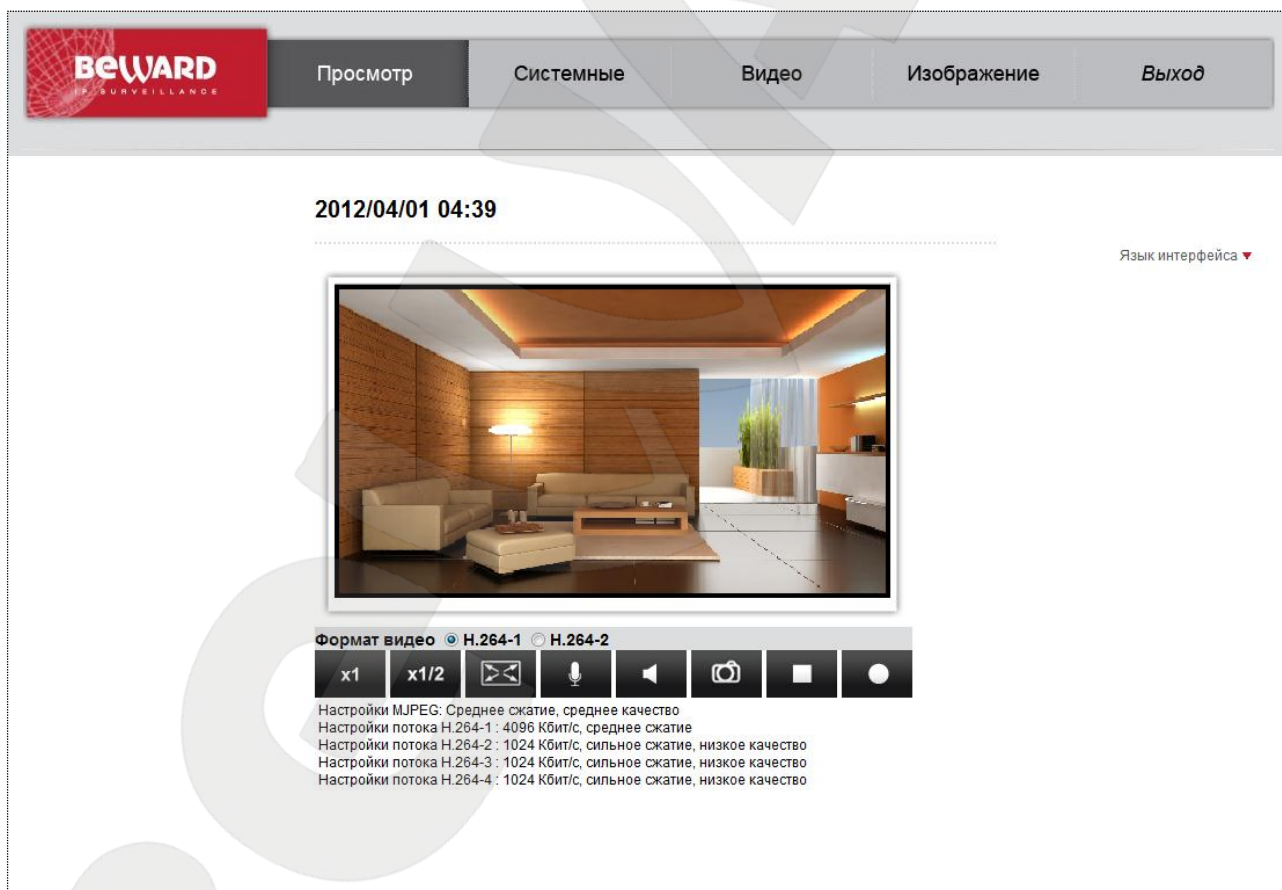 BEWARD
IP SURVEILLANCE
Просмотр
Системные
Видео
Изображение
Выход
2012/04/01 04:39
Язык интерфейса
Формат видео H.264-1 H.264-2
x1 x1/2
Настройки MJPEG: Среднее сжатие, среднее качество
Настройки потока H.264-1 : 4096 Кбит/с, среднее сжатие
Настройки потока H.264-2 : 1024 Кбит/с, сильное сжатие, низкое качество
Настройки потока H.264-3 : 1024 Кбит/с, сильное сжатие, низкое качество
Настройки потока H.264-4 : 1024 Кбит/с, сильное сжатие, низкое качество